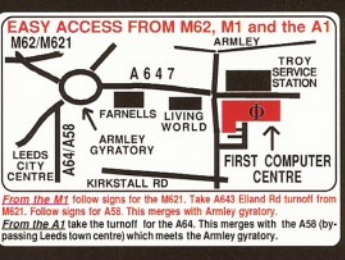 EASY ACCESS FROM M62, M1 and the A1
M62/M621
ARMLEY
A 6 4 7
TROY
SERVICE
STATION
FARNELLS
LIVING
WORLD
ARMLEY
GYRATORY
A64/A58
LEEDS
CITY
CENTRE
KIRKSTALL RD
FIRST COMPUTER
CENTRE
From the M1 follow signs for the M621. Take A643 Elland Rd turnoff from
M621. Follow signs for A58. This merges with Armley gyratory.
From the A1 take the turnoff for the A64. This merges with the A58 (by-
passing Leeds town centre) which meets the Armley gyratory.